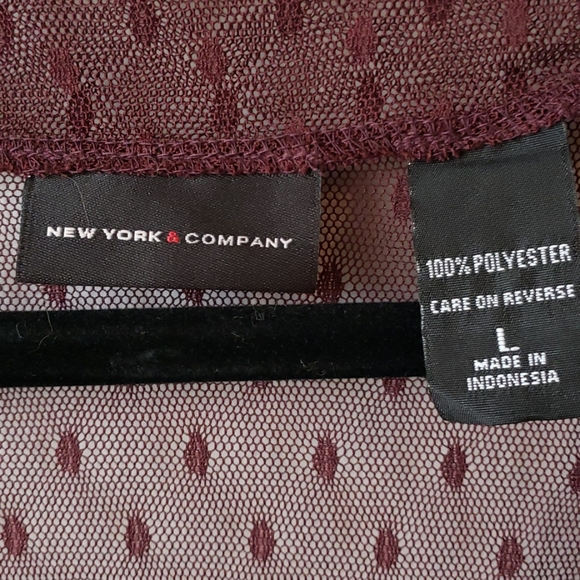 NEW YORK & COMPANY
100% POLYESTER
CARE ON REVERSE
L
MADE IN
INDONESIA